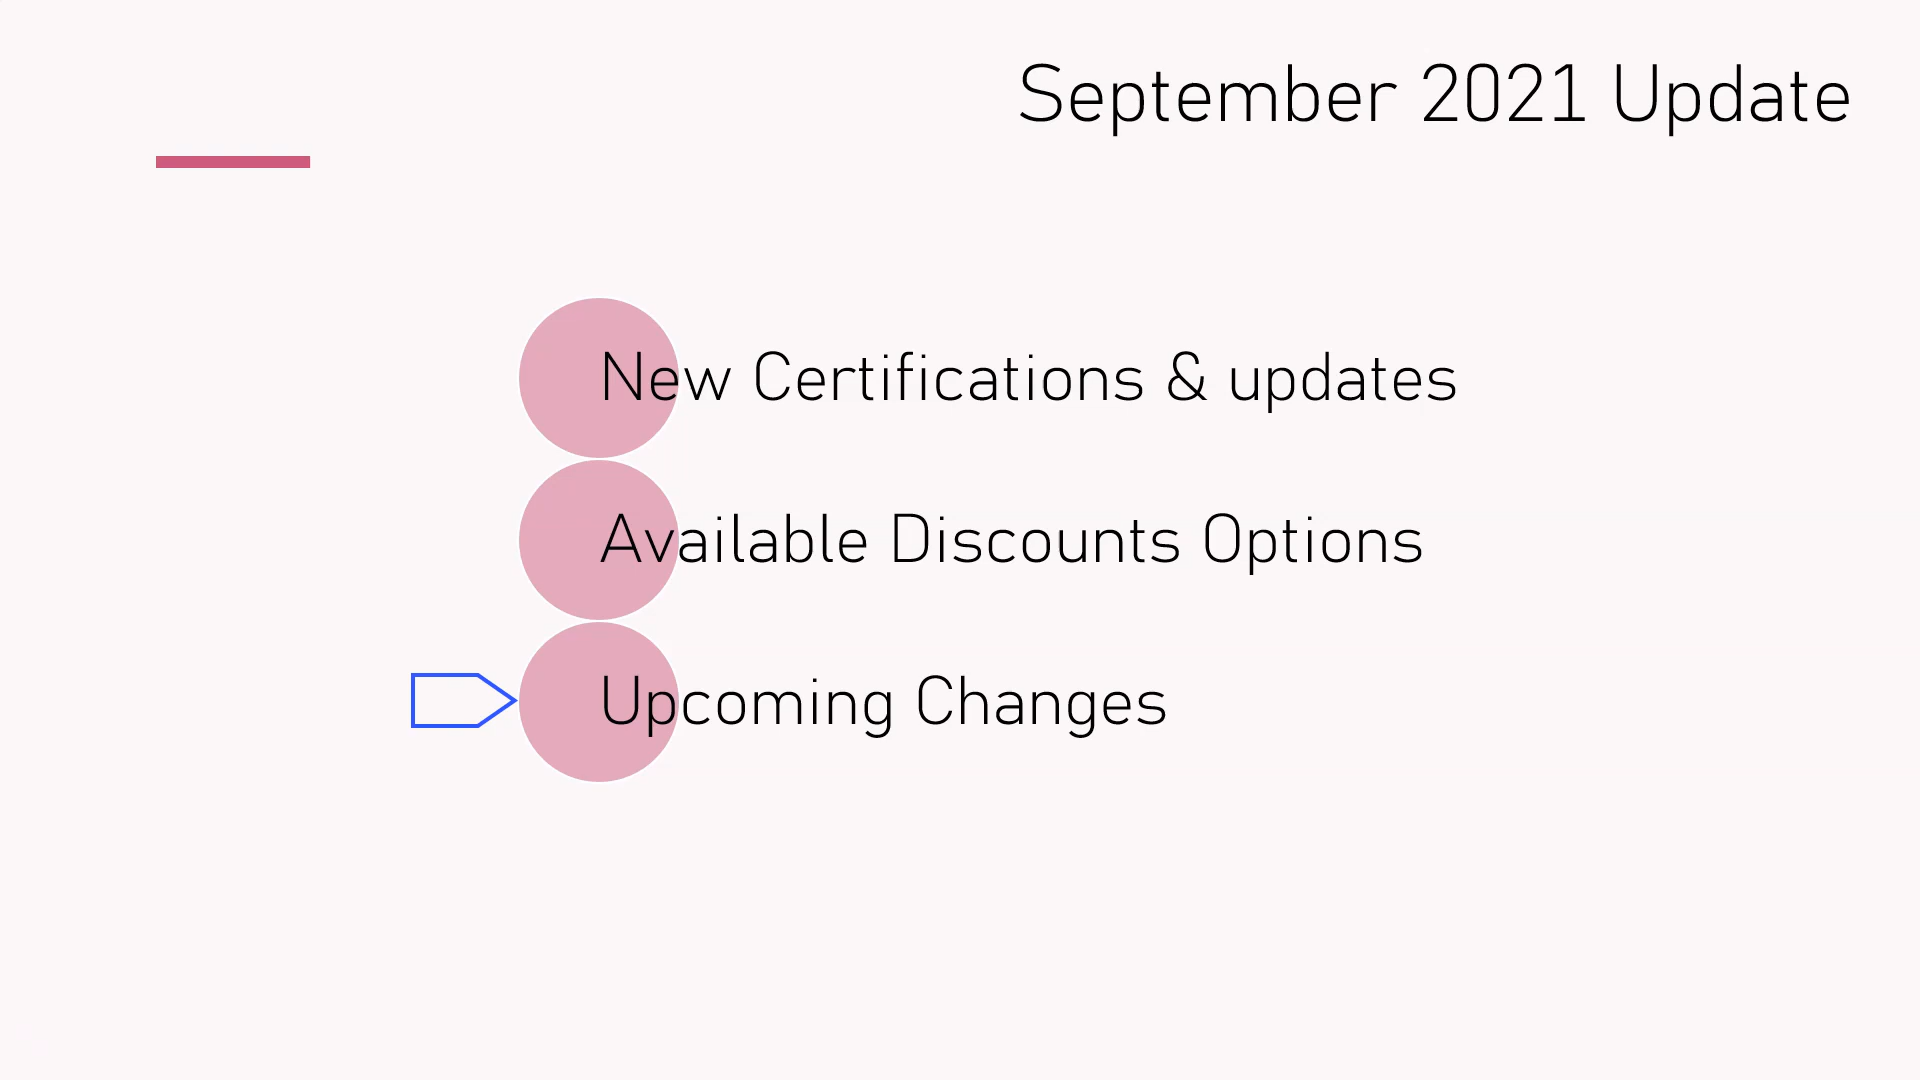 September 2021 Update
New Certifications & updates
Available Discounts Options
Upcoming Changes